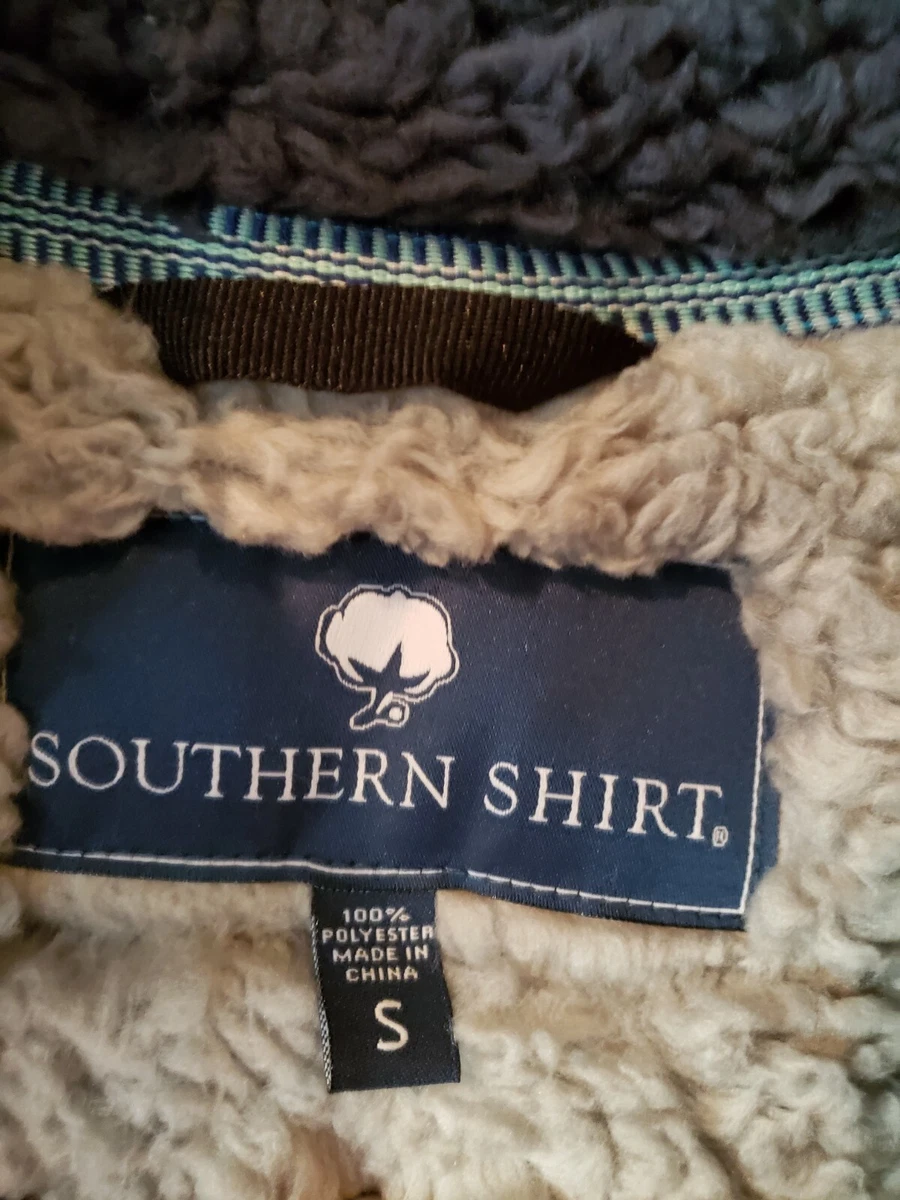 SOUTHERN SHIRT®
100%
POLYESTER
MADE IN
CHINA
S